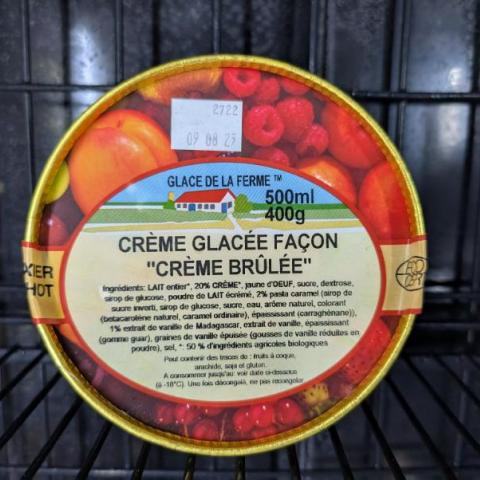 2722
09 08 23
GLACE DE LA FERME ™
500ml
400g
CRÈME GLACÉE FAÇON
"CRÈME BRÛLÉE"
Ingrédients: LAIT entier*, 20% CRÈME*, jaune d'OEUF, sucre, dextrose,
sirop de glucose, poudre de LAIT écrémé, 2% pasta caramel (sirop de
sucre inverti, sirop de glucose, sucre, eau, arôme naturel, colorant
(betacarotène naturel, caramel ordinaire), épaississant (carraghénane)),
1% extrait de vanille de Madagascar, extrait de vanille, épaississant
(gomme guar), graines de vanille épuisée (gousses de vanille réduites en
poudre), sel, *: 50 % d'ingrédients agricoles biologiques
Pour contenir des traces de : fruits à coque,
arachide, soja et gluten.
A consommer jusqu'au: voir date ci-dessous
(à -18°C). Une fois décongelé, ne pas recongeler